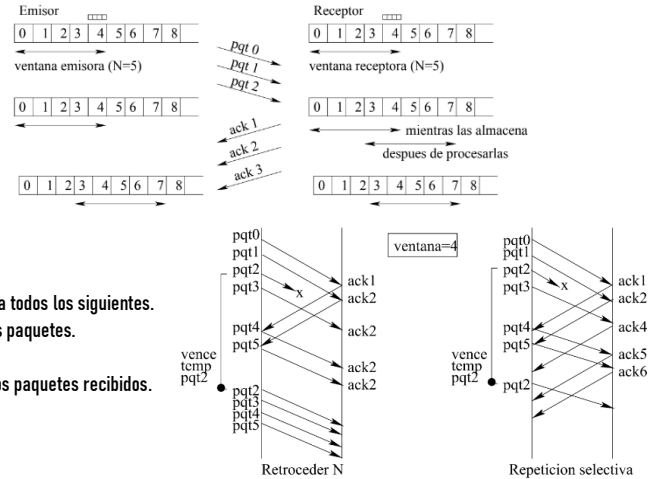 Emisor
0 1 2 3 4 5 6 7 8
ventana emisora (N=5)
0 1 2 3 4 5 6 7 8
0 1 2 3 4 5 6 7 8
pqt 0
pqt 1
pqt 2
ack 1
ack 2
ack 3
Receptor
0 1 2 3 4 5 6 7 8
ventana receptora (N=5)
0 1 2 3 4 5 6 7 8
mientras las almacena
despues de procesarlas
0 1 2 3 4 5 6 7 8
a todos los siguientes.
s paquetes.
os paquetes recibidos.
ventana=4
pqt0
pqt1
pqt2
pqt3
x
pqt4
pqt5
vence
temp
pqt2
pqt2
pqt3
pqt4
pqt5
ack1
ack2
ack2
ack2
ack2
Retroceder N
pqt0
pqt1
pqt2
pqt3
x
pqt4
pqt5
vence
temp
pqt2
pqt2
ack1
ack2
ack4
ack5
ack6
Repeticion selectiva